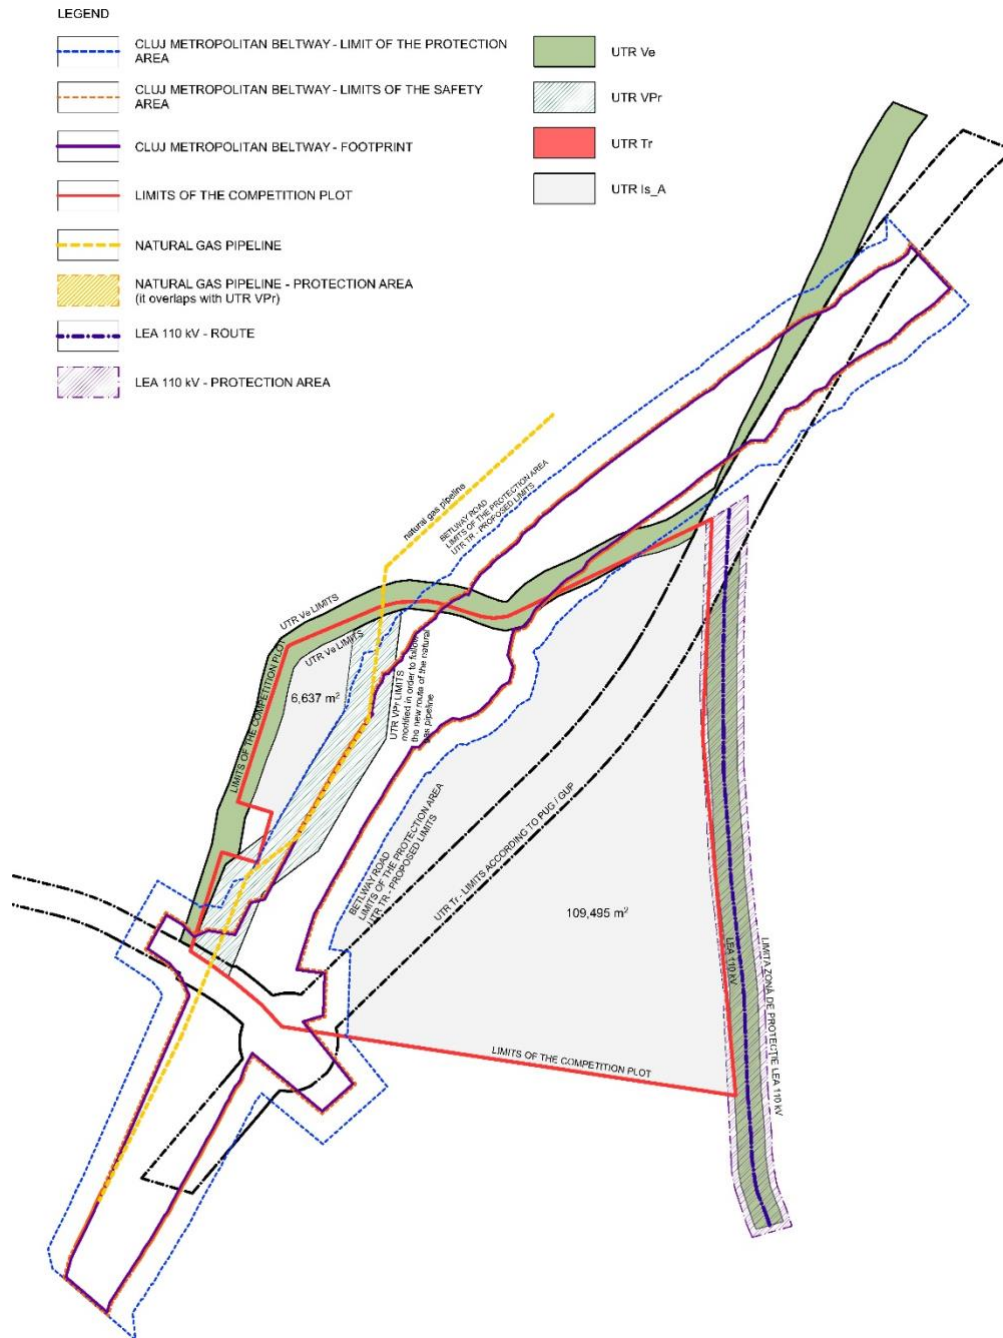 LEGEND
CLUJ METROPOLITAN BELTWAY - LIMIT OF THE PROTECTION
AREA
CLUJ METROPOLITAN BELTWAY - LIMITS OF THE SAFETY
AREA
CLUJ METROPOLITAN BELTWAY - FOOTPRINT
LIMITS OF THE COMPETITION PLOT
NATURAL GAS PIPELINE
NATURAL GAS PIPELINE - PROTECTION AREA
(it overlaps with UTR VPr)
LEA 110 kV - ROUTE
LEA 110 kV - PROTECTION AREA
UTR Ve
UTR VPr
UTR Tr
UTR Is_A
natural gas pipeline
BETLWAY ROAD
LIMITS OF THE PROTECTION AREA
UTR TR - PROPOSED LIMITS
UTR Ve LIMITS
UTR Ve LIMITS
LIMITS OF THE COMPETITION PLOT
6,637 m²
UTR VPr LIMITS
modified in order to follow
the new route of the natural
gas pipeline
BETLWAY ROAD
LIMITS OF THE PROTECTION AREA
UTR TR - PROPOSED LIMITS
UTR Tr - LIMITS ACCORDING TO PUG / GUP
109,495 m²
LEA 110 kV
LIMITA ZONĂ DE PROTECȚIE LEA 110 kV
LIMITS OF THE COMPETITION PLOT